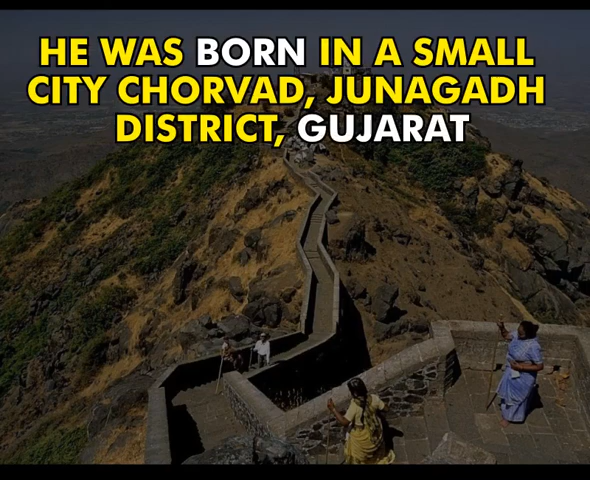 HE WAS BORN IN A SMALL
CITY CHORVAD, JUNAGADH
DISTRICT, GUJARAT